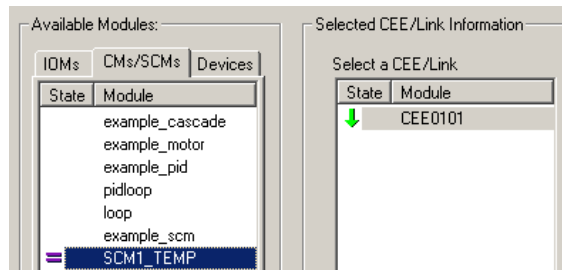 Available Modules:
IOMs CMs/SCMs Devices
State Module
example_cascade
example_motor
example_pid
pidloop
loop
example_scm
SCM1_TEMP
Selected CEE/Link Information
Select a CEE/Link
State Module
CEE0101